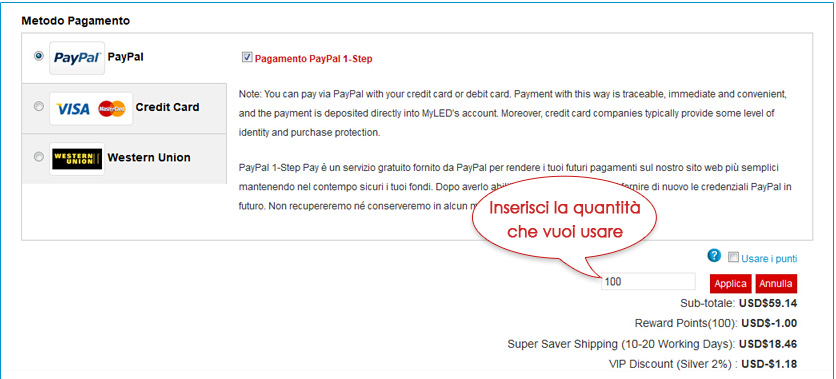 Metodo Pagamento
PayPal PayPal
Pagamento PayPal 1-Step
Note: You can pay via PayPal with your credit card or debit card. Payment with this way is traceable, immediate and convenient,
VISA MasterCard Credit Card
and the payment is deposited directly into MyLED's account. Moreover, credit card companies typically provide some level of
identity and purchase protection.
WESTERN UNION Western Union
PayPal 1-Step Pay è un servizio gratuito fornito da PayPal per rendere i tuoi futuri pagamenti sul nostro sito web più semplici
mantenendo nel contempo sicuri i tuoi fondi. Dopo averlo fornire di nuovo le credenziali PayPal in
futuro. Non recupereremo né conserveremo in alcun
Inserisci la quantità
che vuoi usare
? Usare i punti
100 Applica Annulla
Sub-totale: USD$59.14
Reward Points(100): USD$-1.00
Super Saver Shipping (10-20 Working Days): USD$18.46
VIP Discount (Silver 2%) : USD-$1.18